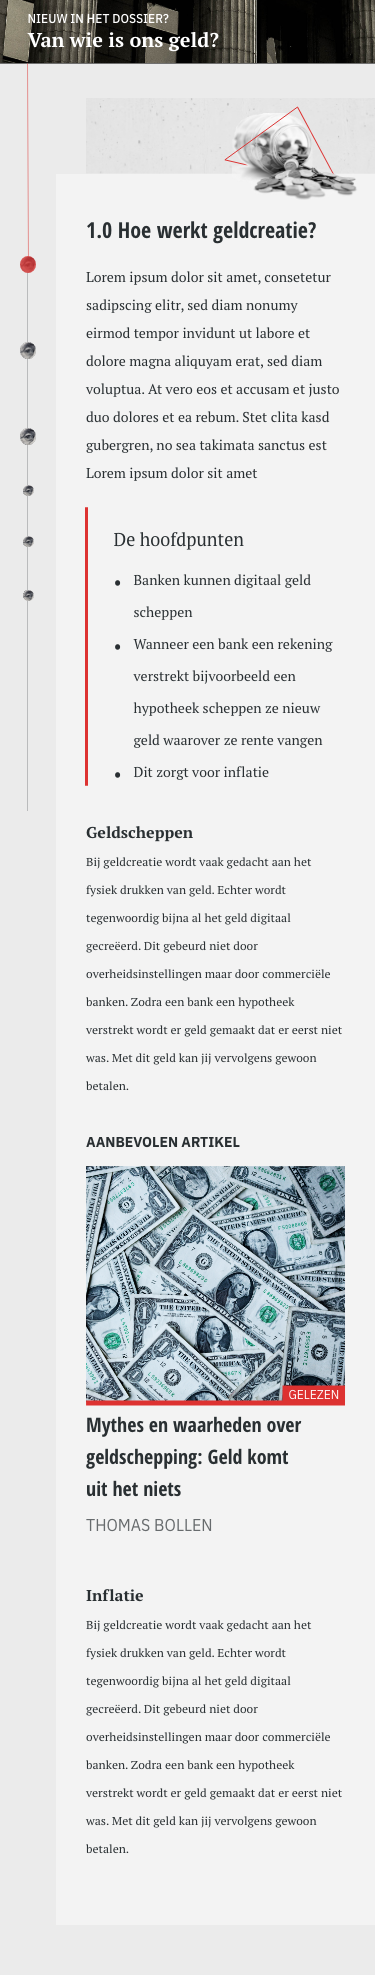 NIEUW IN HET DOSSIER?
Van wie is ons geld?
1.0 Hoe werkt geldcreatie?
Lorem ipsum dolor sit amet, consetetur
sadipscing elitr, sed diam nonumy
eirmod tempor invidunt ut labore et
dolore magna aliquyam erat, sed diam
voluptua. At vero eos et accusam et justo
duo dolores et ea rebum. Stet clita kasd
gubergren, no sea takimata sanctus est
Lorem ipsum dolor sit amet
De hoofdpunten
• Banken kunnen digitaal geld
scheppen
• Wanneer een bank een rekening
verstrekt bijvoorbeeld een
hypotheek scheppen ze nieuw
geld waarover ze rente vangen
• Dit zorgt voor inflatie
Geldscheppen
Bij geldcreatie wordt vaak gedacht aan het
fysiek drukken van geld. Echter wordt
tegenwoordig bijna al het geld digitaal
gecreëerd. Dit gebeurd niet door
overheidsinstellingen maar door commerciële
banken. Zodra een bank een hypotheek
verstrekt wordt er geld gemaakt dat er eerst niet
was. Met dit geld kan jij vervolgens gewoon
betalen.
AANBEVOLEN ARTIKEL
GELEZEN
Mythes en waarheden over
geldschepping: Geld komt
uit het niets
THOMAS BOLLEN
Inflatie
Bij geldcreatie wordt vaak gedacht aan het
fysiek drukken van geld. Echter wordt
tegenwoordig bijna al het geld digitaal
gecreëerd. Dit gebeurd niet door
overheidsinstellingen maar door commerciële
banken. Zodra een bank een hypotheek
verstrekt wordt er geld gemaakt dat er eerst niet
was. Met dit geld kan jij vervolgens gewoon
betalen.